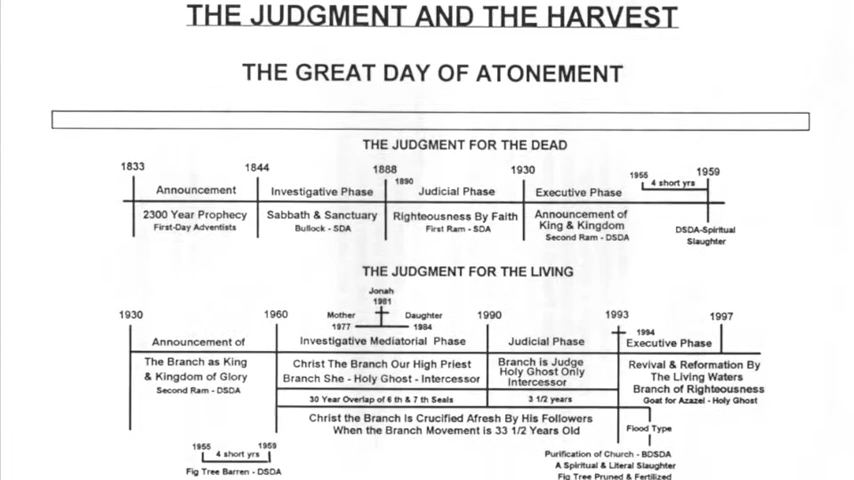 THE JUDGMENT AND THE HARVEST
THE GREAT DAY OF ATONEMENT
THE JUDGMENT FOR THE DEAD
1833
1844
1888
1890
1930
1955
4 short yrs
1959
Announcement
Investigative Phase
Judicial Phase
Executive Phase
2300 Year Prophecy
First-Day Adventists
Sabbath & Sanctuary
Bullock - SDA
Righteousness By Faith
First Ram - SDA
Announcement of
King & Kingdom
Second Ram - DSDA
DSDA-Spiritual
Slaughter
THE JUDGMENT FOR THE LIVING
1930
1960
Jonah
1981
Mother
1977
Daughter
1984
1990
1993
1994
1997
Announcement of
Investigative Mediatorial Phase
Judicial Phase
Executive Phase
The Branch as King
& Kingdom of Glory
Second Ram - DSDA
Christ The Branch Our High Priest
Branch She - Holy Ghost - Intercessor
Branch is Judge
Holy Ghost Only
Intercessor
Revival & Reformation By
The Living Waters
Branch of Righteousness
Goat for Azazel - Holy Ghost
30 Year Overlap of 6 th & 7 th Seals
3 1/2 years
Christ the Branch Is Crucified Afresh By His Followers
When the Branch Movement is 33 1/2 Years Old
Flood Type
1955
1959
4 short yrs
Fig Tree Barren - DSDA
Purification of Church - BDSDA
A Spiritual & Literal Slaughter
Fig Tree Pruned & Fertilized